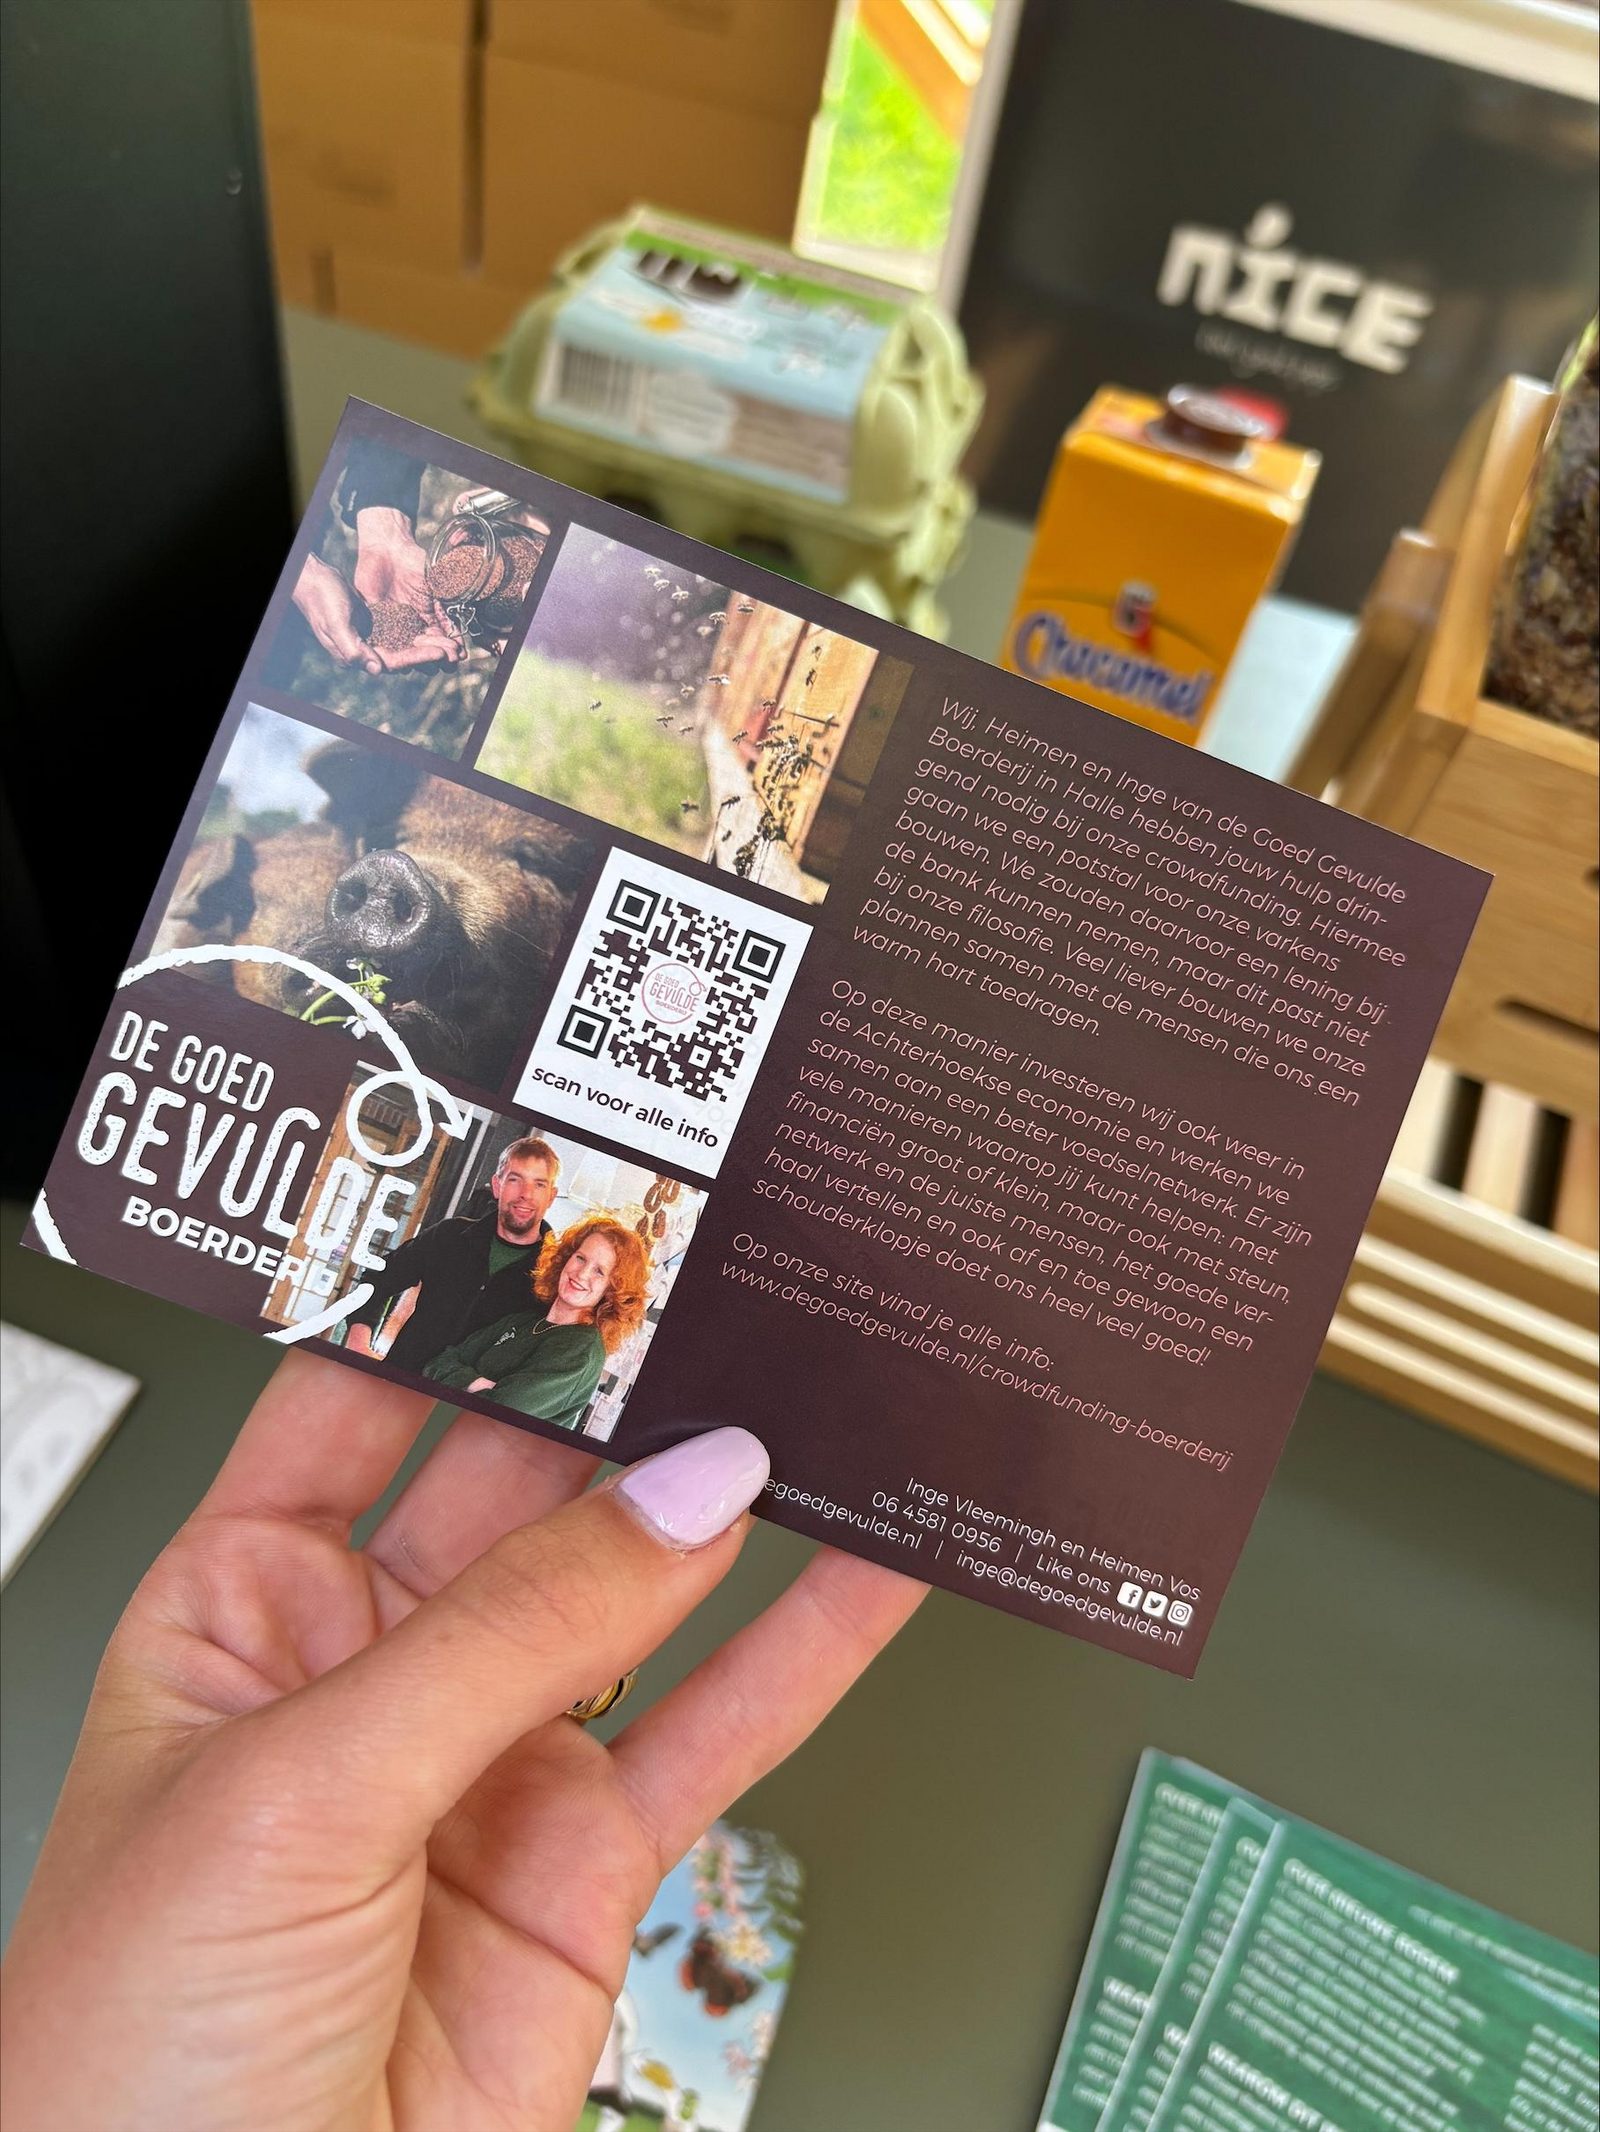 NICE
Chocomel
DE GOED
GEVULDE
BOERDERIJ
DE GOED
GEVULDE
BOERDERIJ
scan voor alle info
Wij, Heimen en Inge van de Goed Gevulde
Boerderij in Halle hebben jouw hulp drin-
gend nodig bij onze crowdfunding. Hiermee
gaan we een potstal voor onze varkens
bouwen. We zouden daarvoor een lening bij
de bank kunnen nemen, maar dit past niet
bij onze filosofie. Veel liever bouwen we onze
plannen samen met de mensen die ons een
warm hart toedragen.
Op deze manier investeren wij ook weer in
de Achterhoekse economie en werken we
samen aan een beter voedselnetwerk. Er zijn
vele manieren waarop jij kunt helpen: met
financiën groot of klein, maar ook met steun,
netwerk en de juiste mensen, het goede ver-
haal vertellen en ook af en toe gewoon een
schouderklopje doet ons heel veel goed!
Op onze site vind je alle info:
www.degoedgevulde.nl/crowdfunding-boerderij
Inge Vleemingh en Heimen Vos
06 4581 0956 | Like ons
egoedgevulde.nl | inge@degoedgevulde.nl